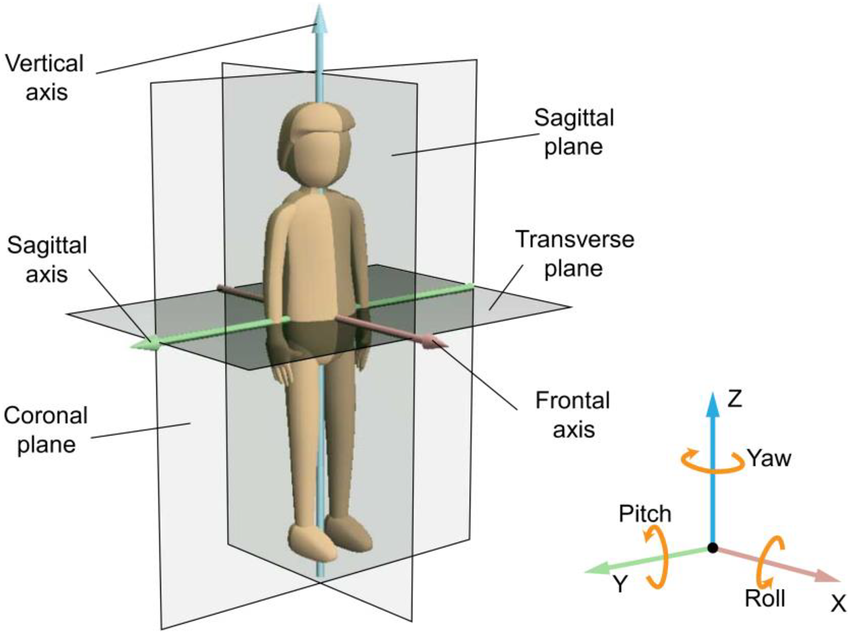 Vertical
axis
Sagittal
plane
Sagittal
axis
Transverse
plane
Coronal
plane
Frontal
axis
Z
Yaw
Pitch
Y
Roll
X